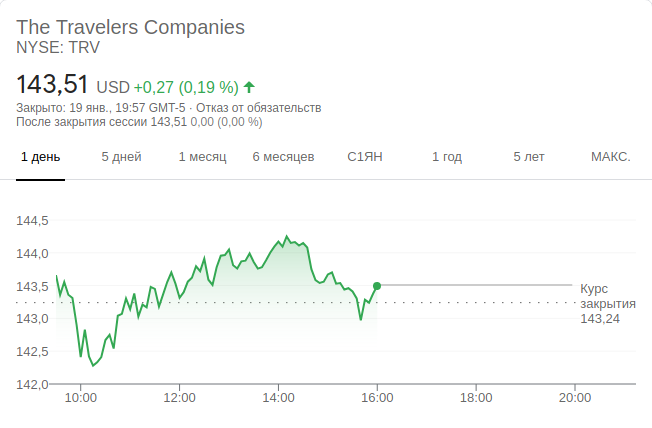 The Travelers Companies
NYSE: TRV
143,51 USD +0,27 (0,19 %)
Закрыто: 19 янв., 19:57 GMT-5 · Отказ от обязательств
После закрытия сессии 143,51 0,00 (0,00 %)
1 день 5 дней 1 месяц 6 месяцев С1ЯН 1 год 5 лет МАКС.
144,5
144,0
143,5
143,0
142,5
142,0
Курс
закрытия
143,24
10:00 12:00 14:00 16:00 18:00 20:00